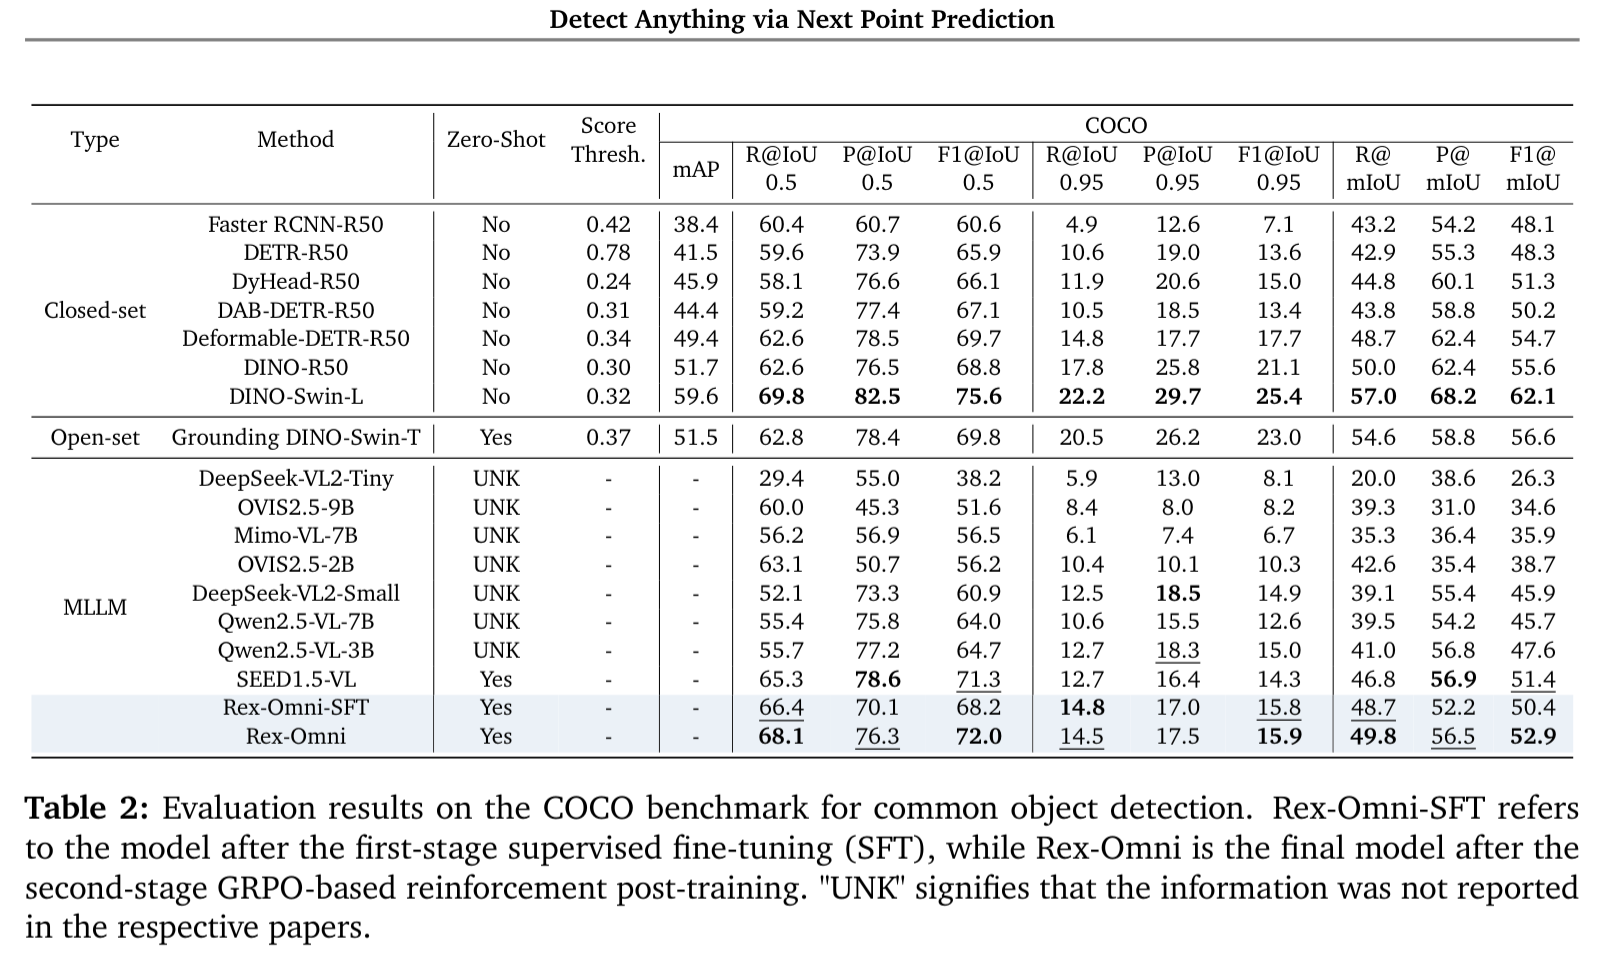 Detect Anything via Next Point Prediction
Type Method Zero-Shot Score Thresh. COCO
mAP R@IoU 0.5 P@IoU 0.5 F1@IoU 0.5 R@IoU 0.95 P@IoU 0.95 F1@IoU 0.95 R@ mIoU P@ mIoU F1@ mIoU
Closed-set
Faster RCNN-R50 No 0.42 38.4 60.4 60.7 60.6 4.9 12.6 7.1 43.2 54.2 48.1
DETR-R50 No 0.78 41.5 59.6 73.9 65.9 10.6 19.0 13.6 42.9 55.3 48.3
DyHead-R50 No 0.24 45.9 58.1 76.6 66.1 11.9 20.6 15.0 44.8 60.1 51.3
DAB-DETR-R50 No 0.31 44.4 59.2 77.4 67.1 10.5 18.5 13.4 43.8 58.8 50.2
Deformable-DETR-R50 No 0.34 49.4 62.6 78.5 69.7 14.8 17.7 17.7 48.7 62.4 54.7
DINO-R50 No 0.30 51.7 62.6 76.5 68.8 17.8 25.8 21.1 50.0 62.4 55.6
DINO-Swin-L No 0.32 59.6 69.8 82.5 75.6 22.2 29.7 25.4 57.0 68.2 62.1
Open-set Grounding DINO-Swin-T Yes 0.37 51.5 62.8 78.4 69.8 20.5 26.2 23.0 54.6 58.8 56.6
MLLM
DeepSeek-VL2-Tiny UNK - - 29.4 55.0 38.2 5.9 13.0 8.1 20.0 38.6 26.3
OVIS2.5-9B UNK - - 60.0 45.3 51.6 8.4 8.0 8.2 39.3 31.0 34.6
Mimo-VL-7B UNK - - 56.2 56.9 56.5 6.1 7.4 6.7 35.3 36.4 35.9
OVIS2.5-2B UNK - - 63.1 50.7 56.2 10.4 10.1 10.3 42.6 35.4 38.7
DeepSeek-VL2-Small UNK - - 52.1 73.3 60.9 12.5 18.5 14.9 39.1 55.4 45.9
Qwen2.5-VL-7B UNK - - 55.4 75.8 64.0 10.6 15.5 12.6 39.5 54.2 45.7
Qwen2.5-VL-3B UNK - - 55.7 77.2 64.7 12.7 18.3 15.0 41.0 56.8 47.6
SEED1.5-VL Yes - - 65.3 78.6 71.3 12.7 16.4 14.3 46.8 56.9 51.4
Rex-Omni-SFT Yes - - 66.4 70.1 68.2 14.8 17.0 15.8 48.7 52.2 50.4
Rex-Omni Yes - - 68.1 76.3 72.0 14.5 17.5 15.9 49.8 56.5 52.9
Table 2: Evaluation results on the COCO benchmark for common object detection. Rex-Omni-SFT refers
to the model after the first-stage supervised fine-tuning (SFT), while Rex-Omni is the final model after the
second-stage GRPO-based reinforcement post-training. "UNK" signifies that the information was not reported
in the respective papers.